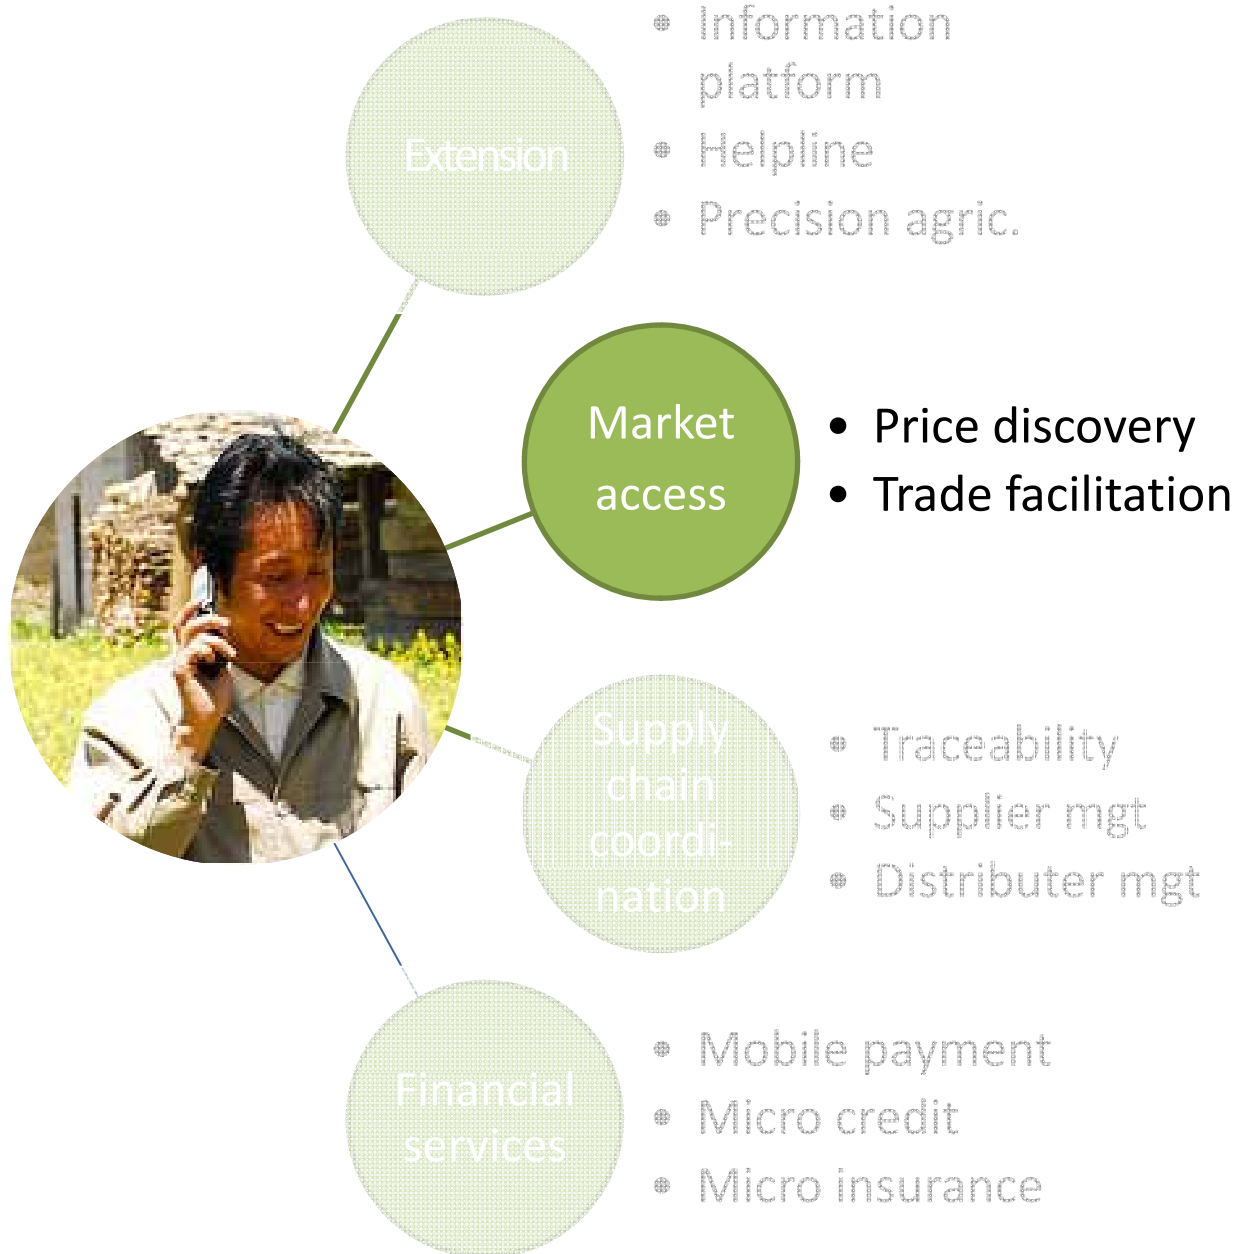 Extension
• Information
platform
• Helpline
• Precision agric.
Market
access
• Price discovery
• Trade facilitation
Supply
chain
coordi-
nation
• Traceability
• Supplier mgt
• Distributer mgt
Financial
services
• Mobile payment
• Micro credit
• Micro insurance